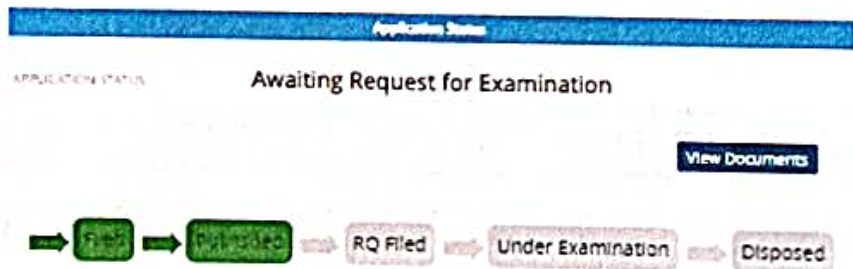 Application Status
APPLICATION STATUS
Awaiting Request for Examination
View Documents
Filed Published RQ Filed Under Examination Disposed